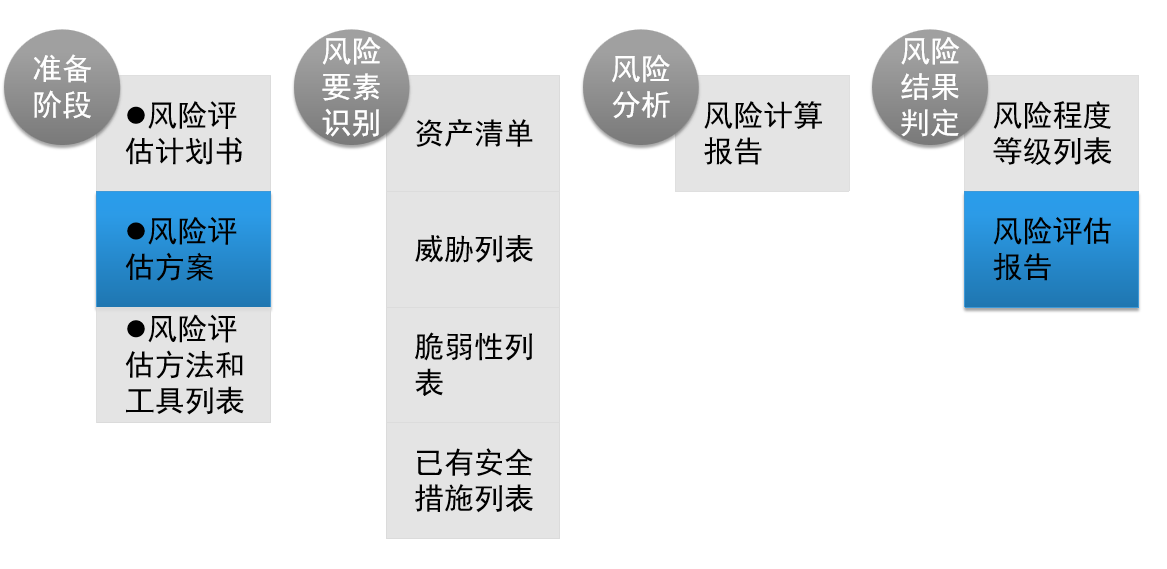 准备
阶段
●风险评
估计划书
●风险评
估方案
●风险评
估方法和
工具列表
风险
要素
识别
资产清单
威胁列表
脆弱性列
表
已有安全
措施列表
风险
分析
风险计算
报告
风险
结果
判定
风险程度
等级列表
风险评估
报告